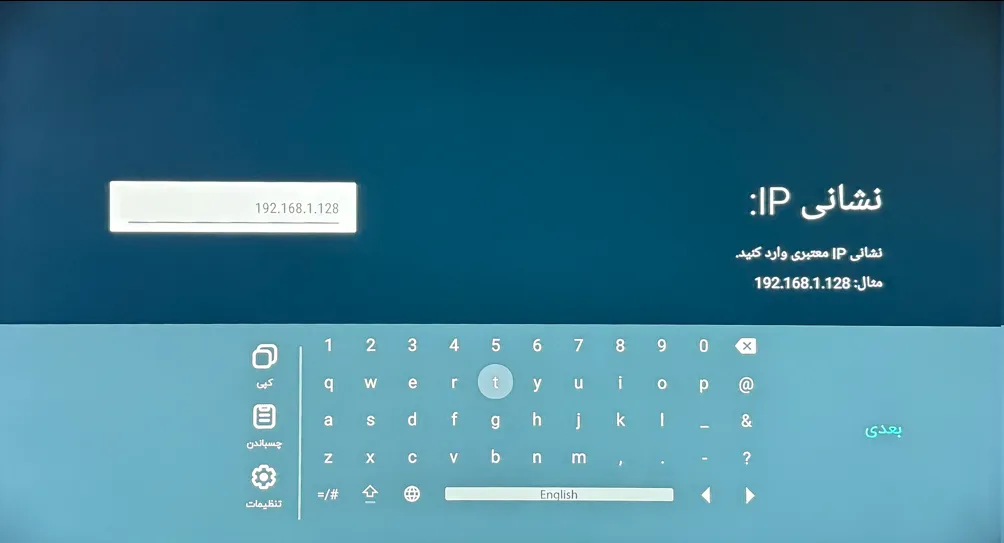 نشانی IP:
نشانی IP معتبری وارد کنید.
مثال: 192.168.1.128
192.168.1.128
کپی
چسباندن
تنظیمات
1 2 3 4 5 6 7 8 9 0
q w e r t y u i o p @
a s d f g h j k l _ &
z x c v b n m , . - ?
=/# English
بعدی